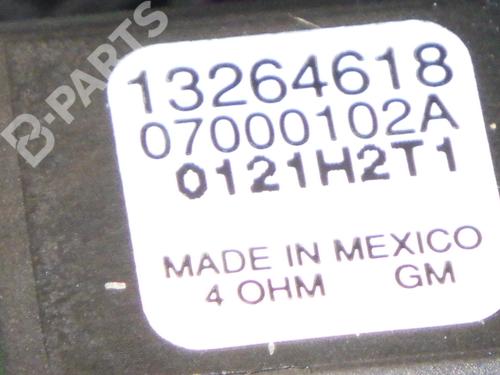 B-PARTS
13264618
07000102A
0121H2T1
MADE IN MEXICO
4 OHM GM